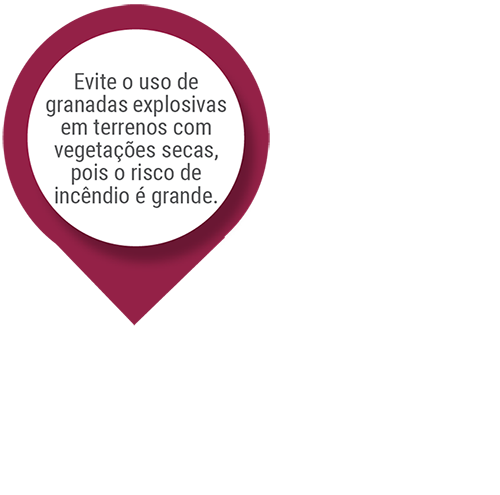 Evite o uso de
granadas explosivas
em terrenos com
vegetações secas,
pois o risco de
incêndio é grande.